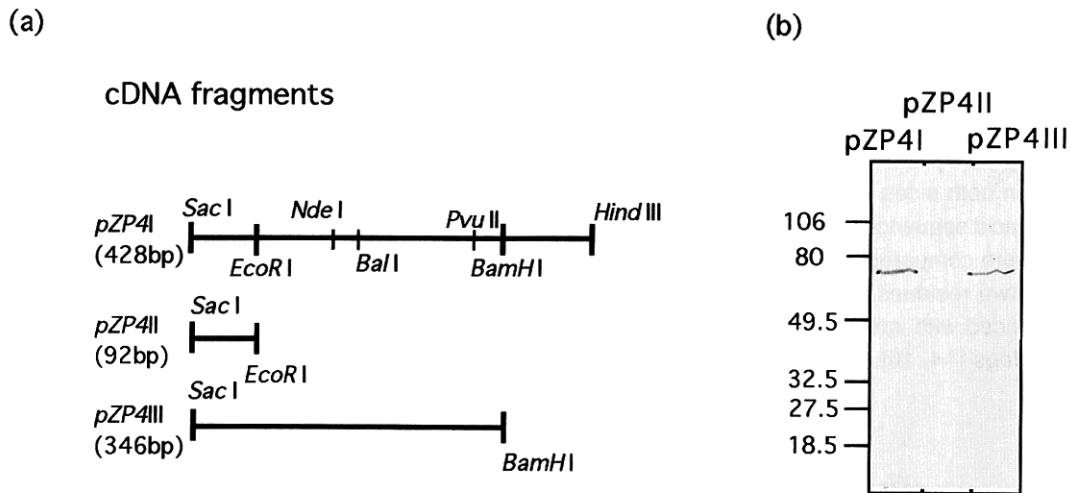 (a)
cDNA fragments
pZP4I
(428bp)
Sac I
EcoR I
Nde I
Bal I
Pvu II
BamH I
Hind III
pZP4II
(92bp)
Sac I
EcoR I
pZP4III
(346bp)
Sac I
BamH I
(b)
pZP4II
pZP4I pZP4III
106
80
49.5
32.5
27.5
18.5